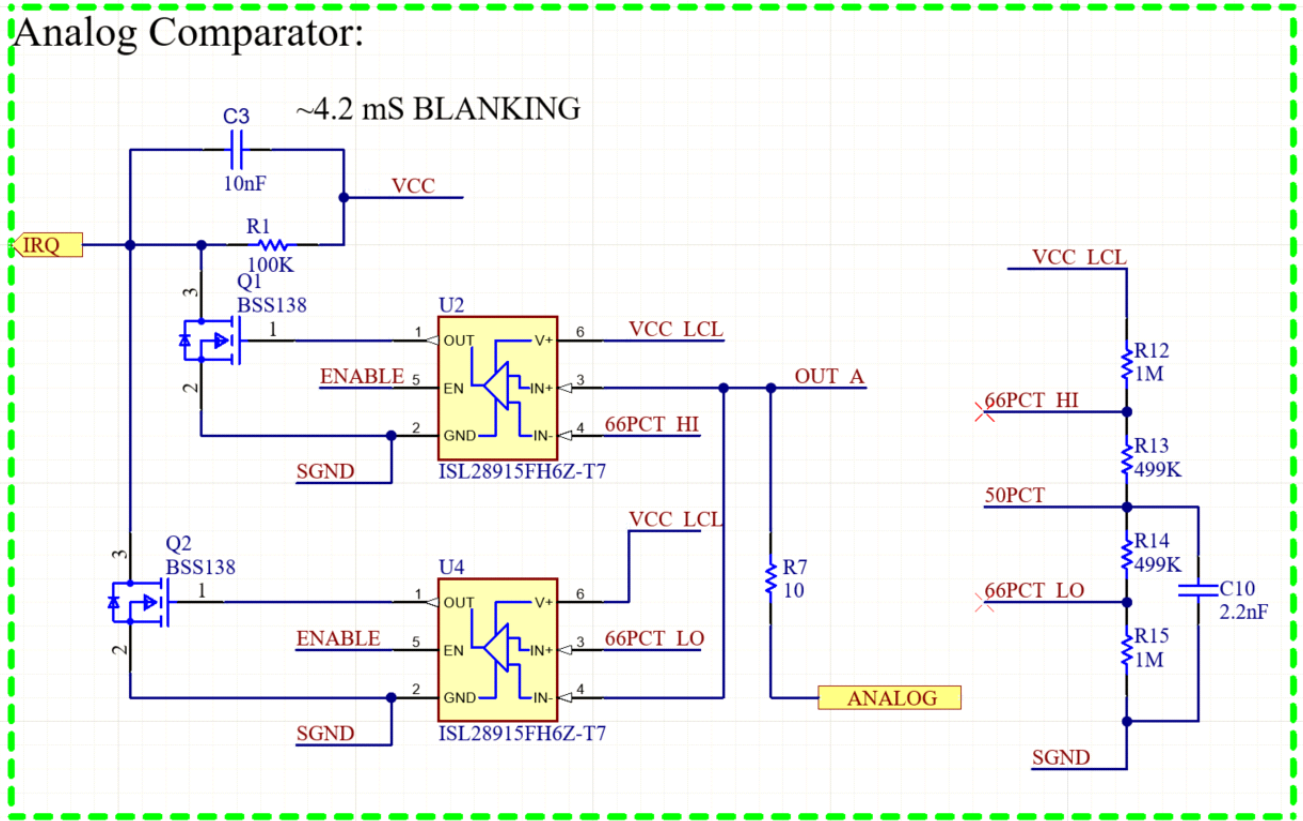 Analog Comparator:
~4.2 mS BLANKING
C3
10nF
VCC
IRQ
R1
100K
Q1
BSS138
3
1
2
U2
1
OUT
V+
6
VCC LCL
ENABLE
5
EN
IN+
3
OUT A
2
GND
IN-
4
66PCT HI
SGND
ISL28915FH6Z-T7
VCC LCL
Q2
BSS138
3
1
2
U4
1
OUT
V+
6
ENABLE
5
EN
IN+
3
66PCT LO
2
GND
IN-
4
SGND
ISL28915FH6Z-T7
R7
10
ANALOG
VCC LCL
R12
1M
66PCT HI
R13
499K
50PCT
R14
499K
66PCT LO
C10
2.2nF
R15
1M
SGND